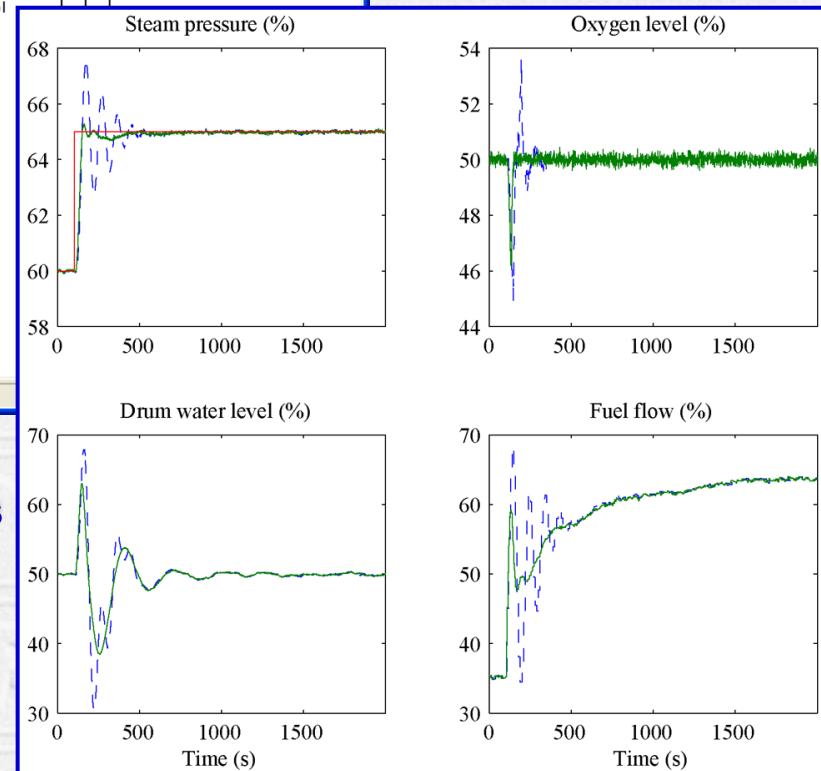 Steam pressure (%)
68
66
64
62
60
58
0 500 1000 1500
Oxygen level (%)
54
52
50
48
46
44
0 500 1000 1500
Drum water level (%)
70
60
50
40
30
0 500 1000 1500
Time (s)
Fuel flow (%)
70
60
50
40
30
0 500 1000 1500
Time (s)